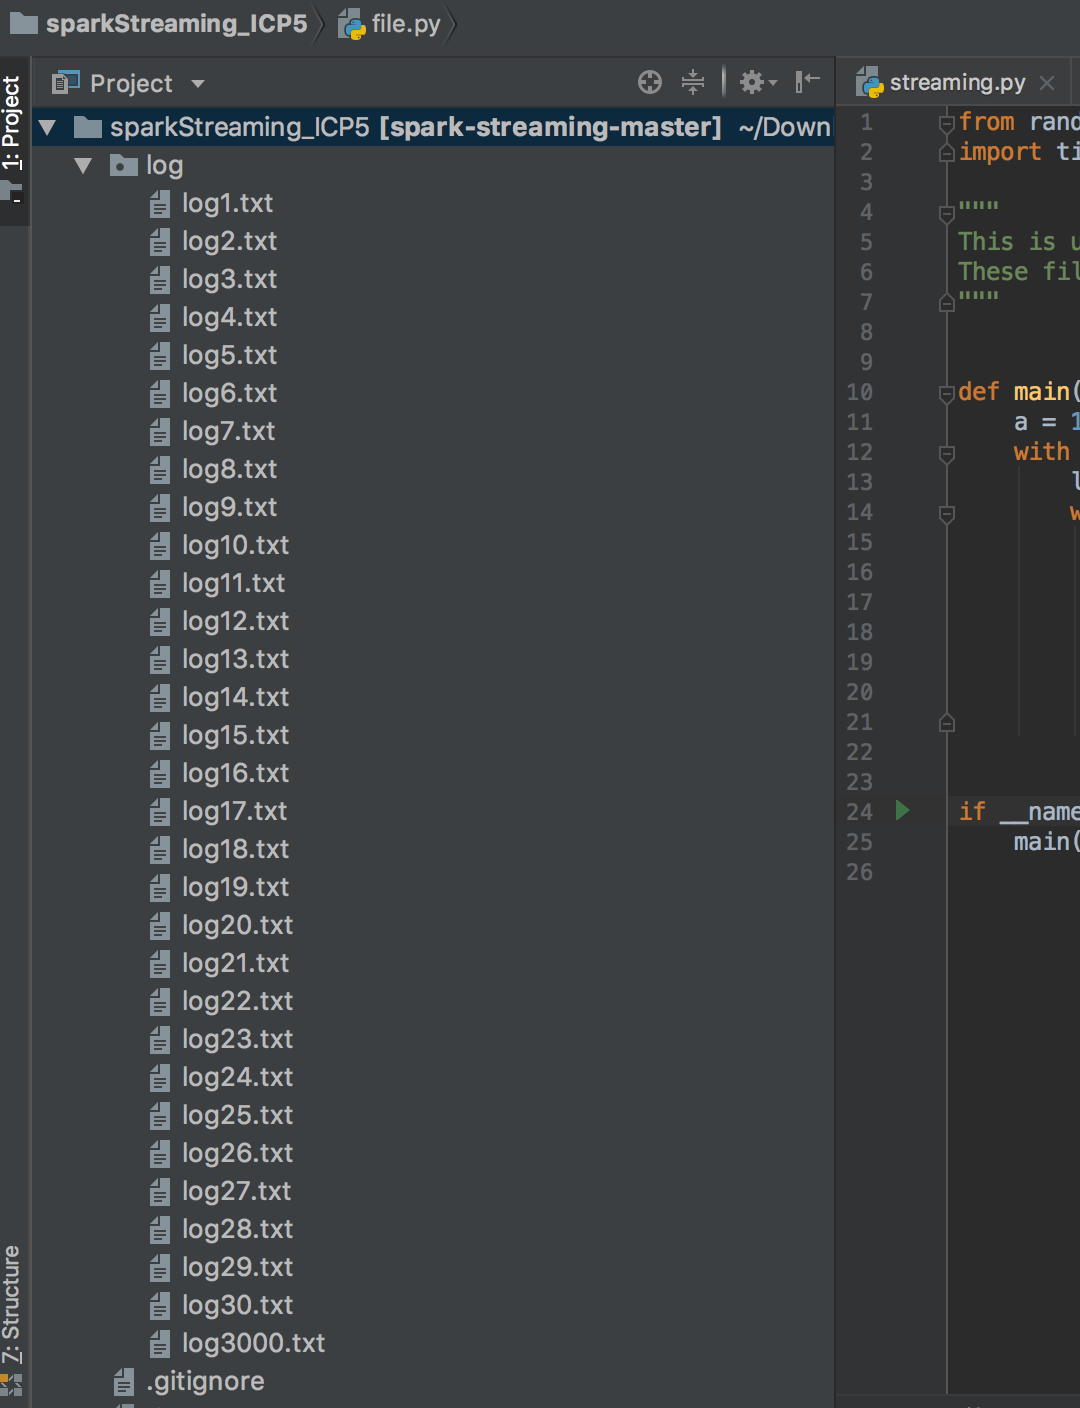 sparkStreaming_ICP5 file.py
1: Project
Project
streaming.py
sparkStreaming_ICP5 [spark-streaming-master] ~/Down
log
log1.txt
log2.txt
log3.txt
log4.txt
log5.txt
log6.txt
log7.txt
log8.txt
log9.txt
log10.txt
log11.txt
log12.txt
log13.txt
log14.txt
log15.txt
log16.txt
log17.txt
log18.txt
log19.txt
log20.txt
log21.txt
log22.txt
log23.txt
log24.txt
log25.txt
log26.txt
log27.txt
log28.txt
log29.txt
log30.txt
log3000.txt
.gitignore
7: Structure
1 from rand
2 import ti
3
4 """
5 This is u
6 These fil
7 """
8
9
10 def main(
11 a = 1
12 with
13 l
14 w
15
16
17
18
19
20
21
22
23
24 if __name
25 main(
26